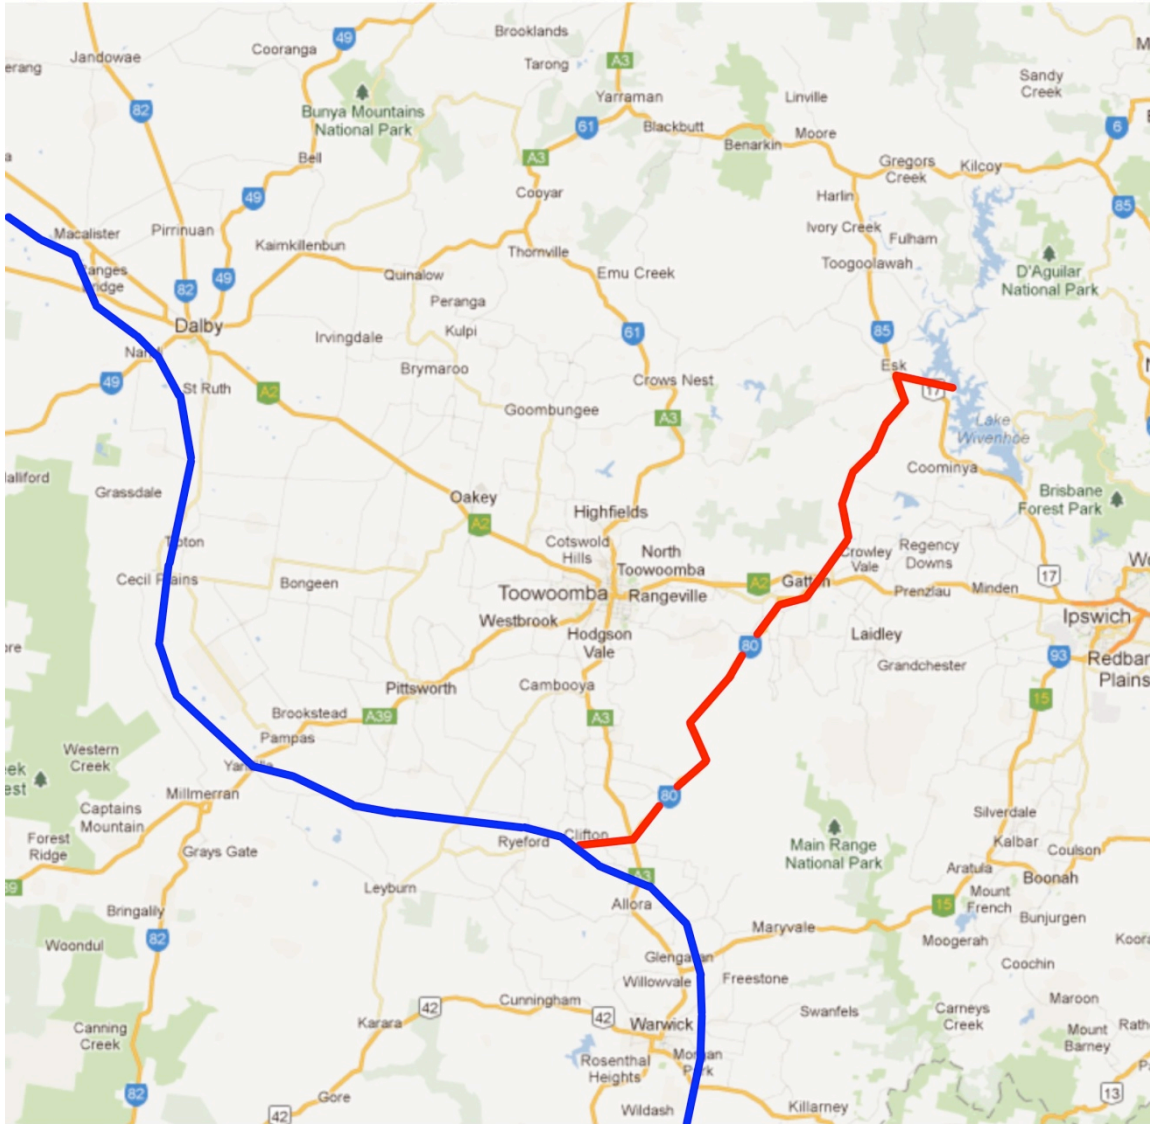 Brooklands
49
Cooranga
Jandowae
Tarong
A3
Sandy
Creek
Yarraman
Linville
82
Bunya Mountains
National Park
61
Blackbutt
Moore
6
Benarkin
Bell
A3
Gregors
Creek
Kilcoy
Cooyar
Harlin
49
85
Macalister
Pirrinuan
Ivory Creek
Fulham
Kaimkillenbun
Thornville
Toogoolawah
D'Aguilar
National Park
Emu Creek
Quinalow
49
82
Peranga
Dalby
Irvingdale
Kulpi
61
85
Brymaroo
Esk
Crows Nest
49
St Ruth
A2
17
Goombungee
A3
Lake
Wivenhoe
Coominya
Grassdale
Oakey
Brisbane
Forest Park
Highfields
A2
Cotswold
Hills
North
Toowoomba
Crowley
Vale
Regency
Downs
Cecil Plains
Bongeen
A2
Gatton
17
Toowoomba
Rangeville
Prenzlau
Minden
Westbrook
Ipswich
Hodgson
Vale
80
Laidley
93
Grandchester
Plains
Cambooya
Pittsworth
15
Brookstead
A39
A3
Pampas
Western
Creek
Millmerran
80
Captains
Mountain
Silverdale
Forest
Ridge
Clifton
Ryeford
Kalbar
Coulson
Grays Gate
Main Range
National Park
Aratula
A3
Boonah
Leyburn
Mount
French
Allora
15
Bringalily
Bunjurgen
Maryvale
82
Woondul
Moogerah
Coochin
Freestone
Willowvale
42
Cunningham
Maroon
Swanfels
Carneys
Creek
42
Karara
Warwick
Canning
Creek
Mount
Barney
Morgan
Park
Rosenthal
Heights
82
Gore
13
42
Wildash
Killarney